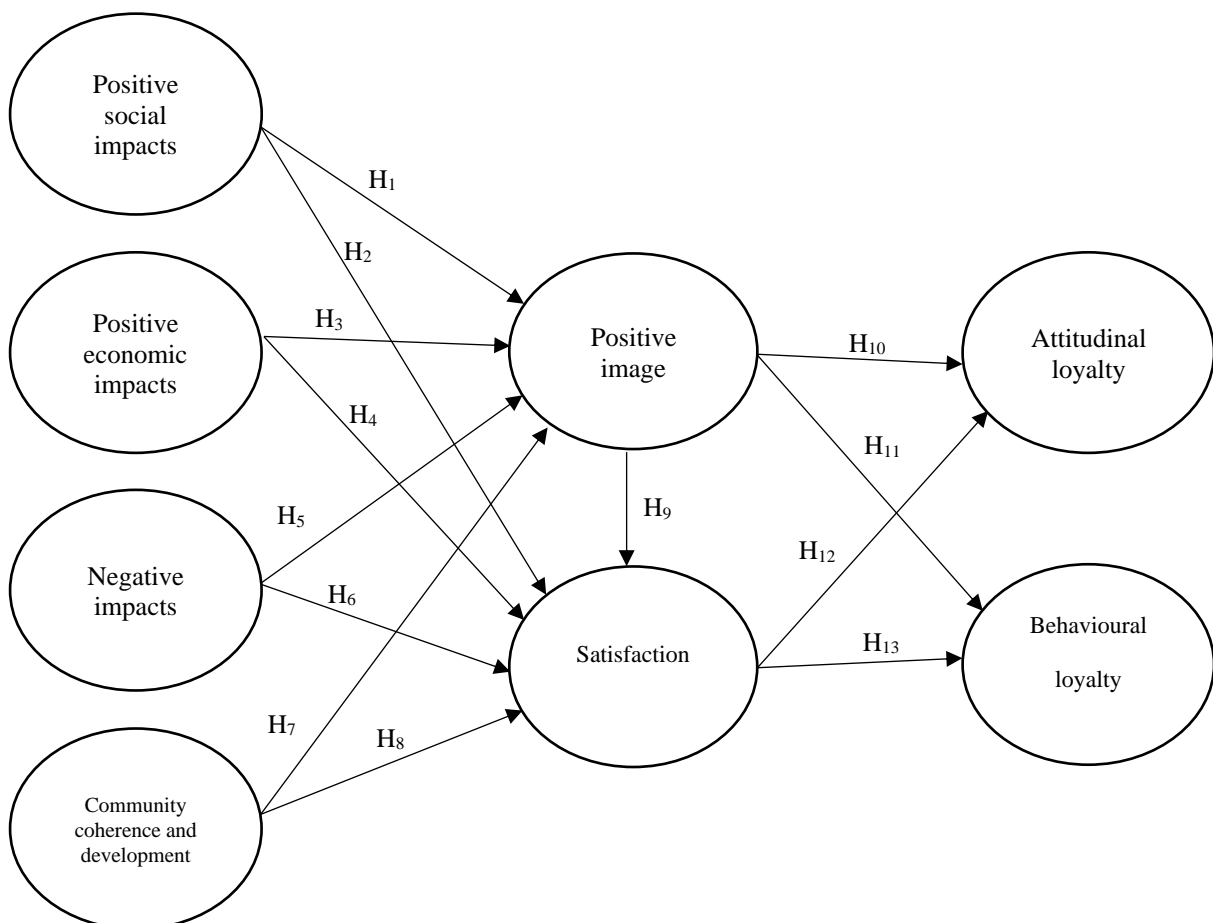 Positive
social
impacts
H₁
H₂
Positive
economic
impacts
H₃
Positive
image
H₁₀
Attitudinal
loyalty
H₄
H₁₁
H₅
H₉
H₁₂
Negative
impacts
H₆
Satisfaction
H₁₃
Behavioural
loyalty
H₇
H₈
Community
coherence and
development